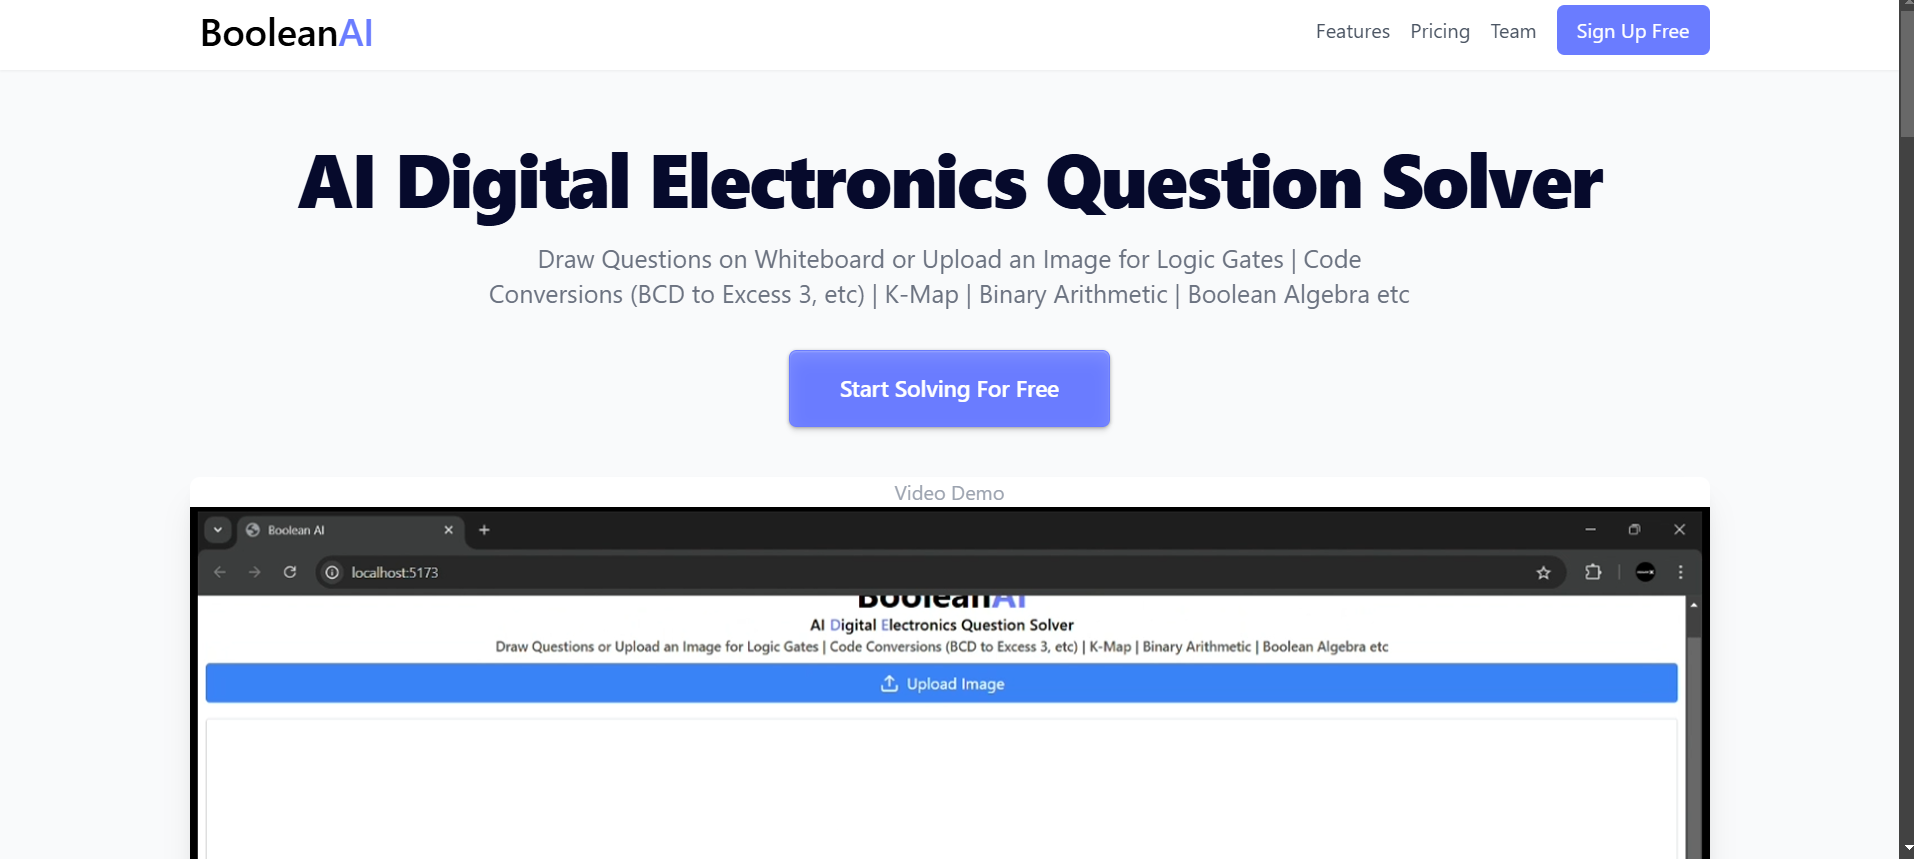 BooleanAI
Features Pricing Team Sign Up Free
AI Digital Electronics Question Solver
Draw Questions on Whiteboard or Upload an Image for Logic Gates | Code
Conversions (BCD to Excess 3, etc) | K-Map | Binary Arithmetic | Boolean Algebra etc
Start Solving For Free
Video Demo
Boolean AI
localhost:5173
BooleanAI
AI Digital Electronics Question Solver
Draw Questions or Upload an Image for Logic Gates | Code Conversions (BCD to Excess 3, etc) | K-Map | Binary Arithmetic | Boolean Algebra etc
Upload Image